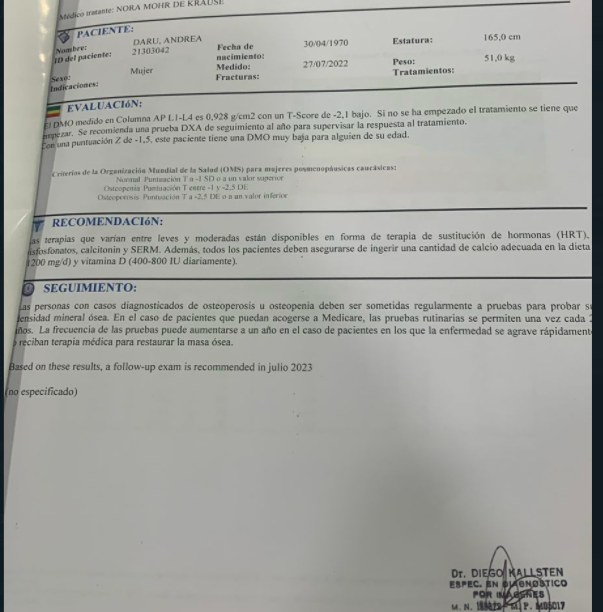 Médico tratante: NORA MOHR DE KRAUSE
PACIENTE:
Nombre: DARU, ANDREA
ID del paciente: 21303042
Fecha de nacimiento: 30/04/1970
Estatura: 165,0 cm
Sexo: Mujer
Medido: 27/07/2022
Peso: 51,0 kg
Indicaciones:
Fracturas:
Tratamientos:
EVALUACIóN:
El DMO medido en Columna AP L1-L4 es 0,928 g/cm2 con un T-Score de -2,1 bajo. Si no se ha empezado el tratamiento se tiene que
empezar. Se recomienda una prueba DXA de seguimiento al año para supervisar la respuesta al tratamiento.
Con una puntuación Z de -1,5, este paciente tiene una DMO muy baja para alguien de su edad.
Criterios de la Organización Mundial de la Salud (OMS) para mujeres posmenopáusicas caucásicas:
Normal Puntuación T a -1 SD o a un valor superior
Osteopenia Puntuación T entre -1 y -2,5 DE
Osteoporosis Puntuación T a -2,5 DE o a un valor inferior
RECOMENDACIóN:
as terapias que varían entre leves y moderadas están disponibles en forma de terapia de sustitución de hormonas (HRT),
isfosfonatos, calcitonin y SERM. Además, todos los pacientes deben asegurarse de ingerir una cantidad de calcio adecuada en la dieta
1200 mg/d) y vitamina D (400-800 IU diariamente).
SEGUIMIENTO:
as personas con casos diagnosticados de osteoperosis u osteopenia deben ser sometidas regularmente a pruebas para probar su
densidad mineral ósea. En el caso de pacientes que puedan acogerse a Medicare, las pruebas rutinarias se permiten una vez cada 2
años. La frecuencia de las pruebas puede aumentarse a un año en el caso de pacientes en los que la enfermedad se agrave rápidament
reciban terapia médica para restaurar la masa ósea.
Based on these results, a follow-up exam is recommended in julio 2023
(no especificado)
Dr. DIEGO KALLSTEN
ESPEC. EN DIAGNOSTICO
POR IMAGENES
M. N. M. P.